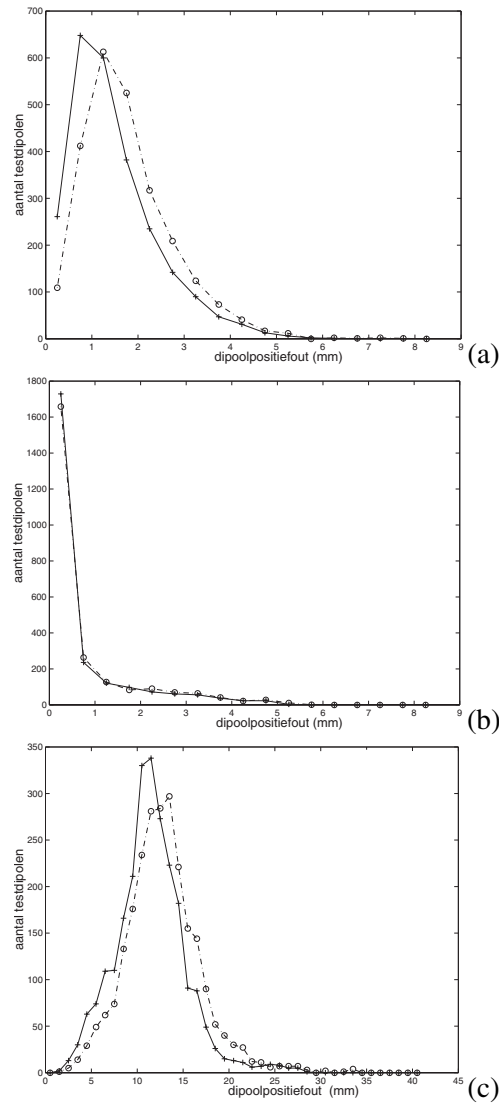 700
600
500
400
300
200
100
0
aantal testdipolen
0 1 2 3 4 5 6 7 8 9
dipoolpositiefout (mm)
(a)
1800
1600
1400
1200
1000
800
600
400
200
0
aantal testdipolen
0 1 2 3 4 5 6 7 8 9
dipoolpositiefout (mm)
(b)
350
300
250
200
150
100
50
0
aantal testdipolen
0 5 10 15 20 25 30 35 40 45
dipoolpositiefout (mm)
(c)